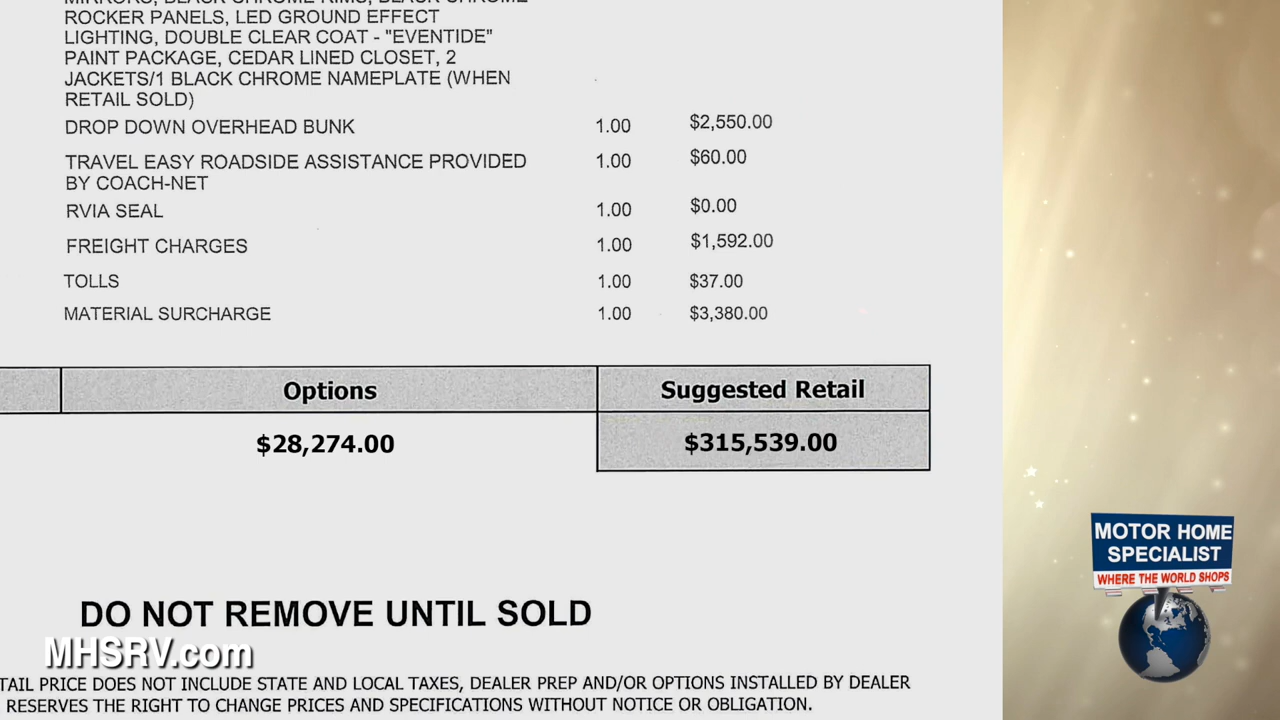 MIRRORS, BLACK CHROME RIMS, BLACK CHROME
ROCKER PANELS, LED GROUND EFFECT
LIGHTING, DOUBLE CLEAR COAT - "EVENTIDE"
PAINT PACKAGE, CEDAR LINED CLOSET, 2
JACKETS/1 BLACK CHROME NAMEPLATE (WHEN
RETAIL SOLD)
DROP DOWN OVERHEAD BUNK 1.00 $2,550.00
TRAVEL EASY ROADSIDE ASSISTANCE PROVIDED 1.00 $60.00
BY COACH-NET
RVIA SEAL 1.00 $0.00
FREIGHT CHARGES 1.00 $1,592.00
TOLLS 1.00 $37.00
MATERIAL SURCHARGE 1.00 $3,380.00
Options Suggested Retail
$28,274.00 $315,539.00
DO NOT REMOVE UNTIL SOLD
MHSRV.com
TAIL PRICE DOES NOT INCLUDE STATE AND LOCAL TAXES, DEALER PREP AND/OR OPTIONS INSTALLED BY DEALER
RESERVES THE RIGHT TO CHANGE PRICES AND SPECIFICATIONS WITHOUT NOTICE OR OBLIGATION.
MOTOR HOME
SPECIALIST
WHERE THE WORLD SHOPS